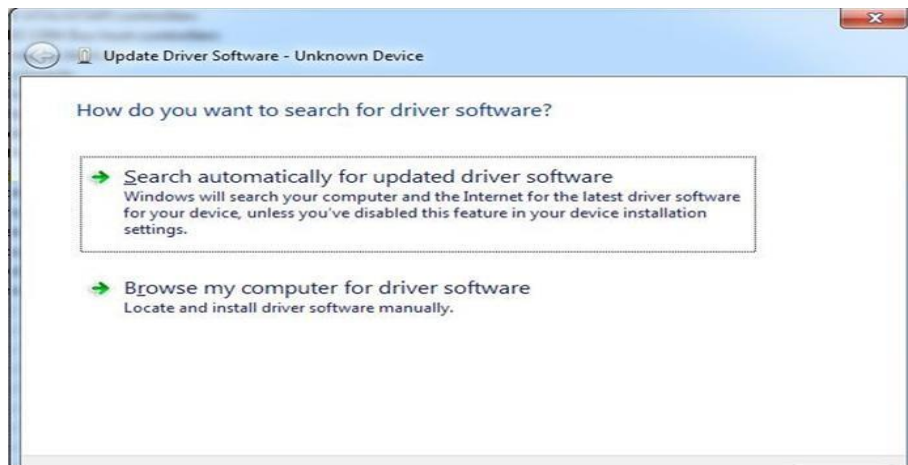 Update Driver Software - Unknown Device
How do you want to search for driver software?
Search automatically for updated driver software
Windows will search your computer and the Internet for the latest driver software
for your device, unless you've disabled this feature in your device installation
settings.
Browse my computer for driver software
Locate and install driver software manually.